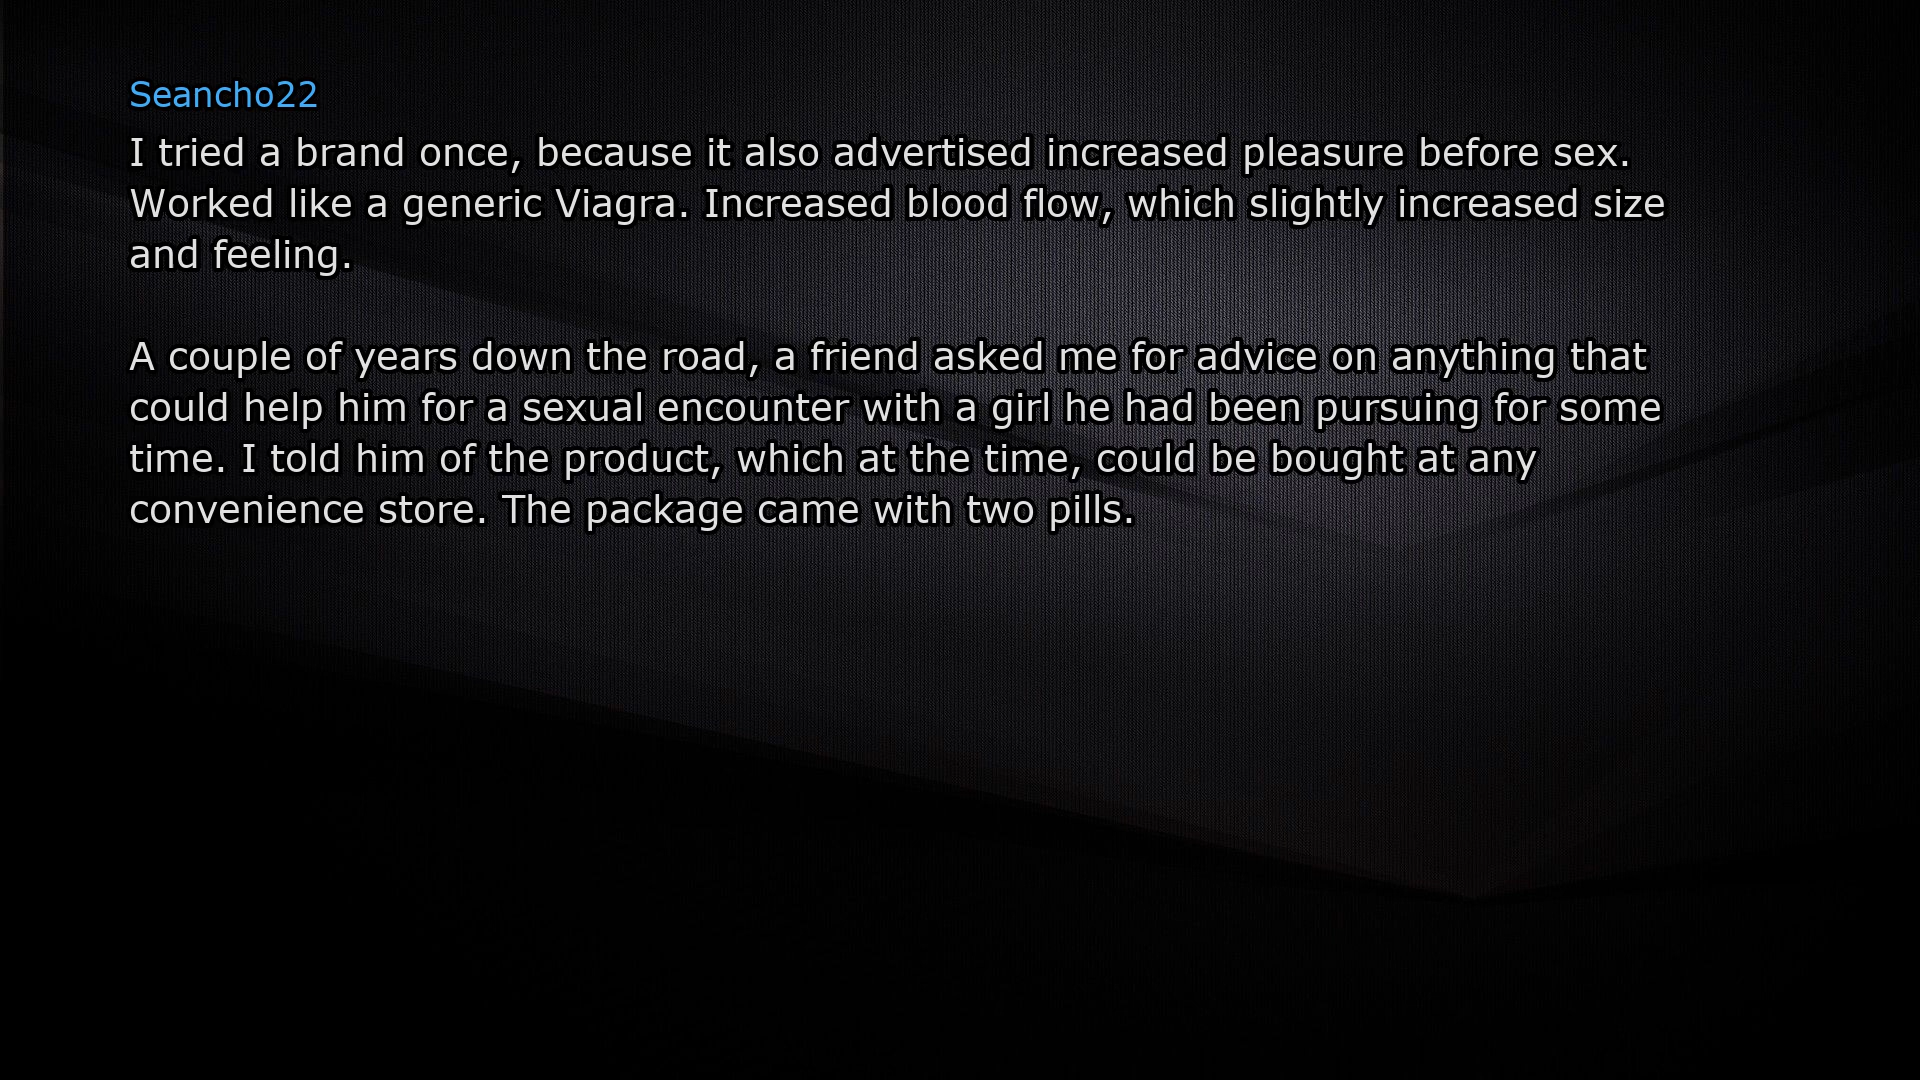 Seancho22
I tried a brand once, because it also advertised increased pleasure before sex.
Worked like a generic Viagra. Increased blood flow, which slightly increased size
and feeling.
A couple of years down the road, a friend asked me for advice on anything that
could help him for a sexual encounter with a girl he had been pursuing for some
time. I told him of the product, which at the time, could be bought at any
convenience store. The package came with two pills.